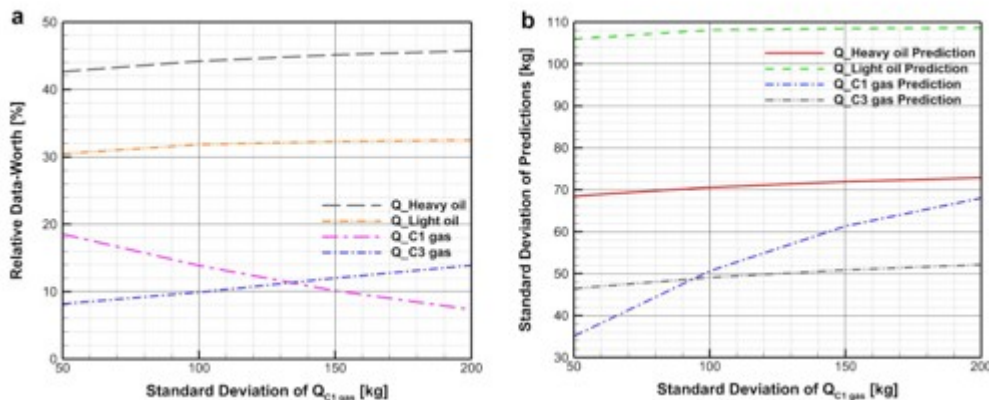 a
50
40
30
20
10
0
Relative Data-Worth [%]
Q_Heavy oil
Q_Light oil
Q_C1 gas
Q_C3 gas
50 100 150 200
Standard Deviation of Q_C1 gas [kg]
b
110
100
90
80
70
60
50
40
30
Standard Deviation of Predictions [kg]
Q_Heavy oil Prediction
Q_Light oil Prediction
Q_C1 gas Prediction
Q_C3 gas Prediction
50 100 150 200
Standard Deviation of Q_C1 gas [kg]